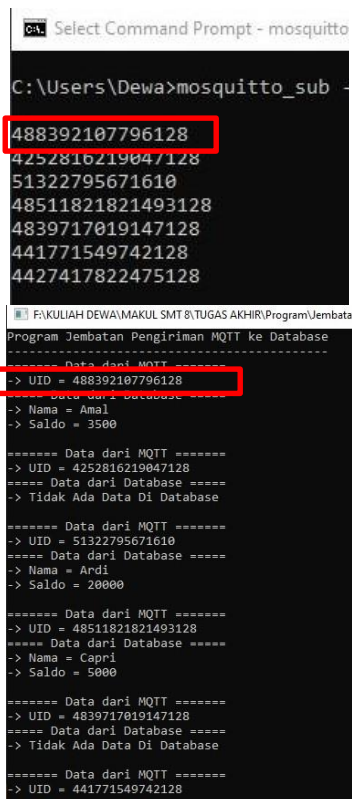 Select Command Prompt - mosquitto
C:\Users\Dewa>mosquitto_sub -
488392107796128
4252816219047128
51322795671610
48511821821493128
4839717019147128
441771549742128
4427417822475128
F:\KULIAH DEWA\MAKUL SMT 8\TUGAS AKHIR\Program\Jembata
Program Jembatan Pengiriman MQTT ke Database
--------------------------------------------
======= Data dari MQTT =======
-> UID = 488392107796128
===== Data dari Database =====
-> Nama = Amal
-> Saldo = 3500
======= Data dari MQTT =======
-> UID = 4252816219047128
===== Data dari Database =====
-> Tidak Ada Data Di Database
======= Data dari MQTT =======
-> UID = 51322795671610
===== Data dari Database =====
-> Nama = Ardi
-> Saldo = 20000
======= Data dari MQTT =======
-> UID = 48511821821493128
===== Data dari Database =====
-> Nama = Capri
-> Saldo = 5000
======= Data dari MQTT =======
-> UID = 4839717019147128
===== Data dari Database =====
-> Tidak Ada Data Di Database
======= Data dari MQTT =======
-> UID = 441771549742128